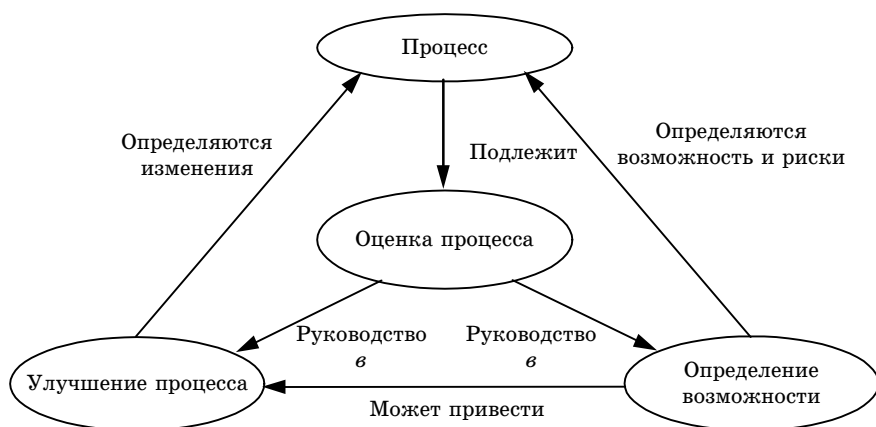 Процесс
Определяются
изменения
Подлежит
Определяются
возможность и риски
Оценка процесса
Руководство
в
Руководство
в
Улучшение процесса
Определение
возможности
Может привести